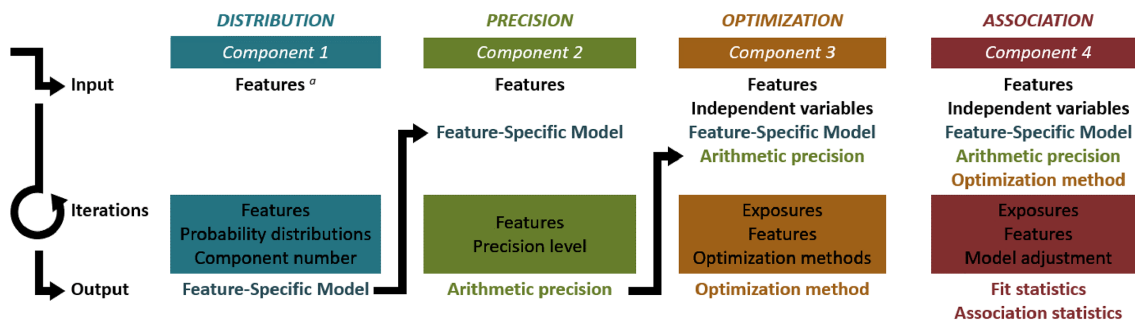 DISTRIBUTION PRECISION OPTIMIZATION ASSOCIATION
Component 1 Component 2 Component 3 Component 4
Input Features a Features Features Features
Independent variables Independent variables
Feature-Specific Model Feature-Specific Model Feature-Specific Model
Arithmetic precision Arithmetic precision
Optimization method
Iterations Features Features Exposures Exposures
Probability distributions Precision level Features Features
Component number Optimization methods Model adjustment
Output Feature-Specific Model Arithmetic precision Optimization method Fit statistics
Association statistics